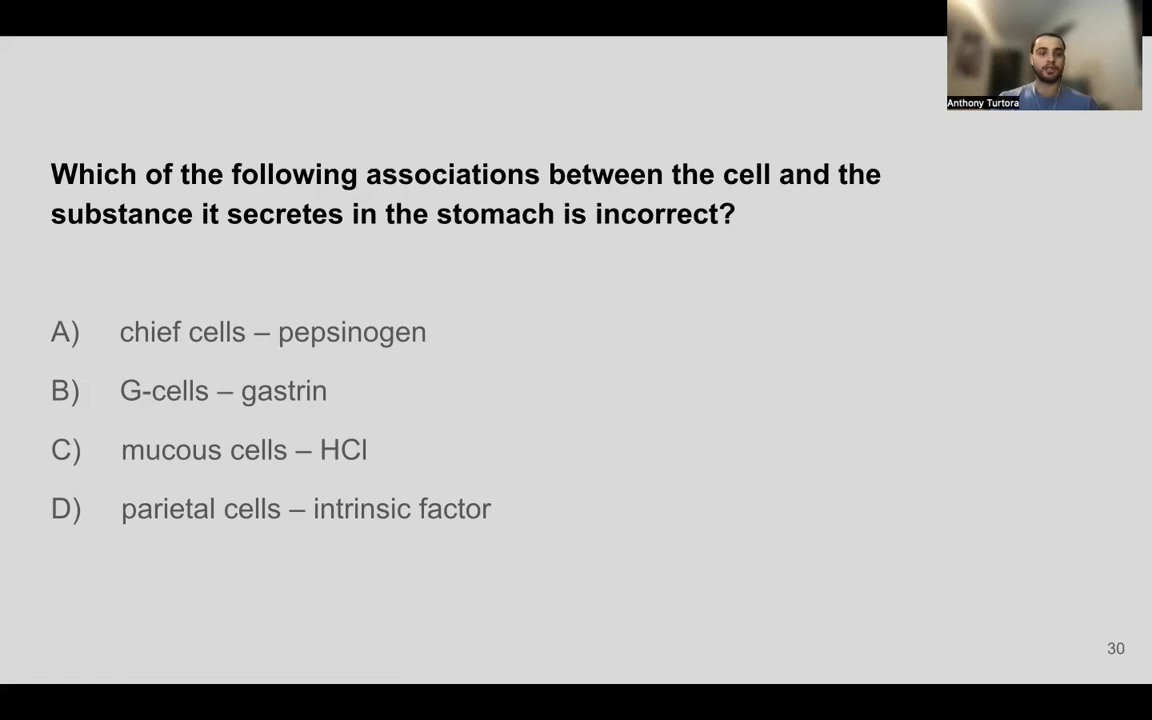 Anthony Turtora
Which of the following associations between the cell and the
substance it secretes in the stomach is incorrect?
A) chief cells – pepsinogen
B) G-cells – gastrin
C) mucous cells – HCl
D) parietal cells – intrinsic factor
30